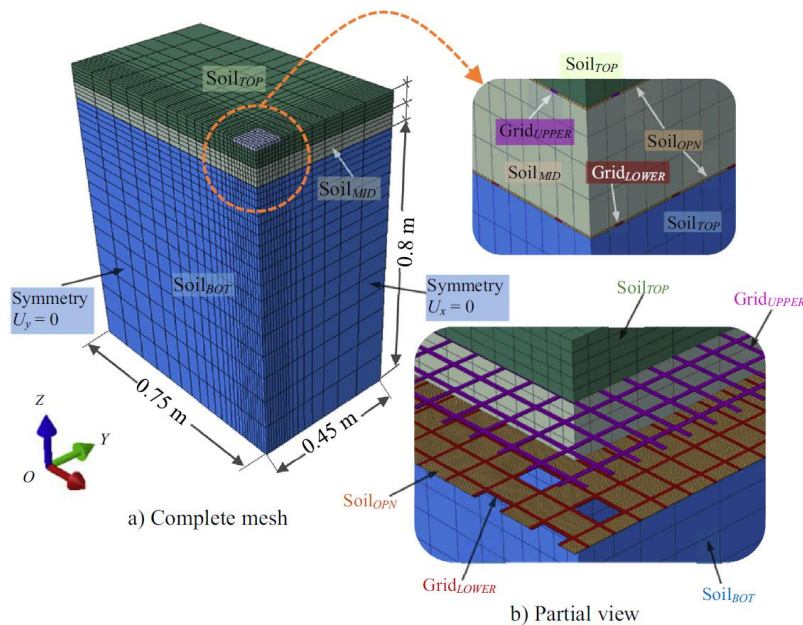 Soil_TOP
Soil_MID
Soil_BOT
Symmetry
U_y = 0
Symmetry
U_x = 0
0.8 m
0.75 m
0.45 m
Z
Y
O
a) Complete mesh
Soil_TOP
Grid_UPPER
Soil_OPN
Soil_MID
Grid_LOWER
Soil_TOP
Soil_TOP
Grid_UPPER
Soil_OPN
Grid_LOWER
Soil_BOT
b) Partial view